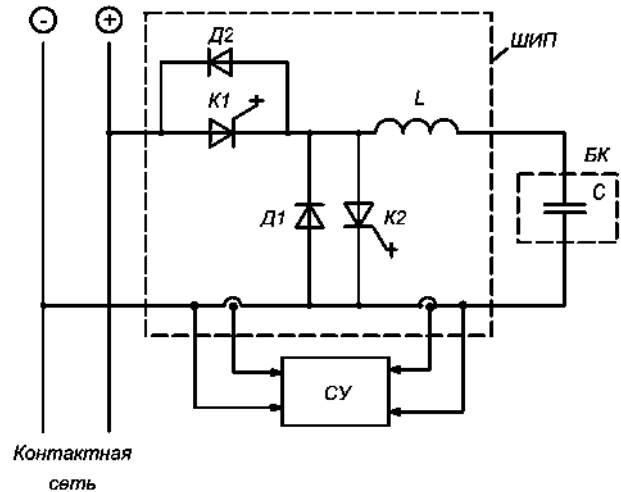 - +
Д2
ШИП
К1
+
L
БК
С
Д1
К2
+
СУ
Контактная
сеть